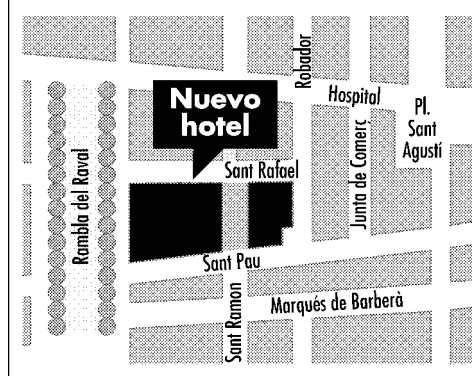 Robador
Hospital
Nuevo
hotel
Pl.
Sant
Agustí
Junta de Comerç
Sant Rafael
Rambla del Raval
Sant Pau
Sant Ramon
Marqués de Barberà